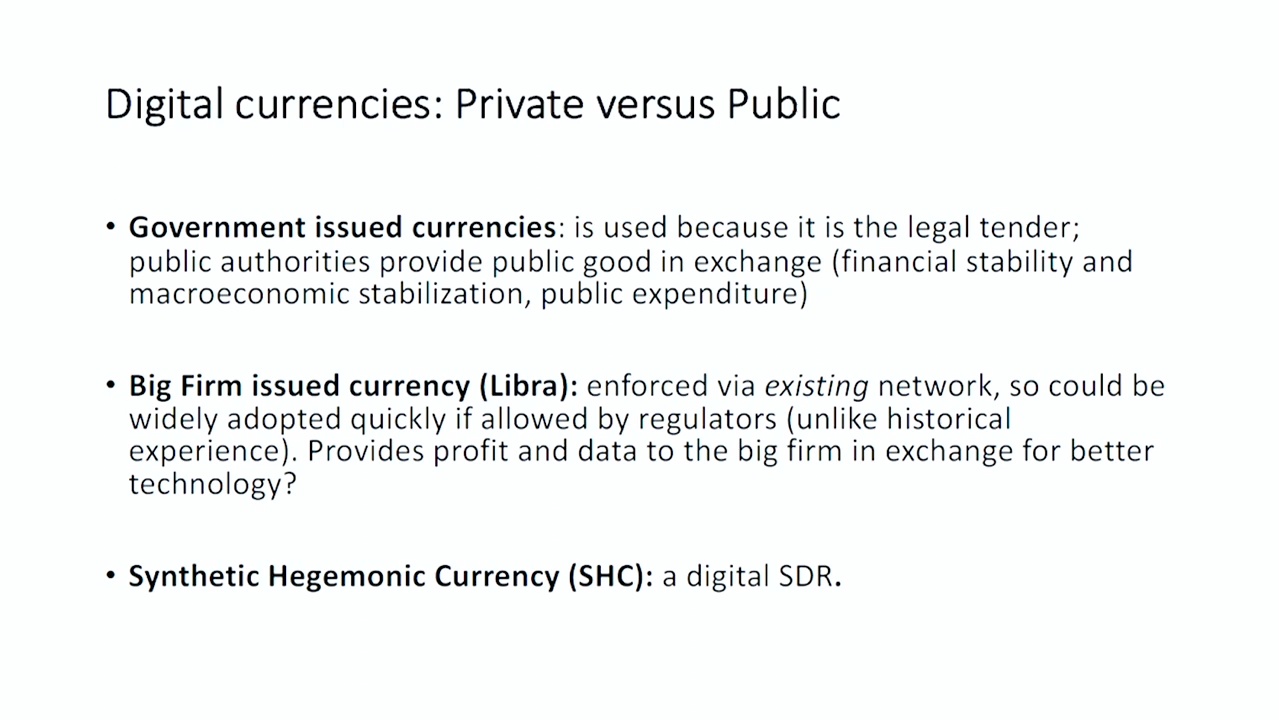 Digital currencies: Private versus Public
• Government issued currencies: is used because it is the legal tender;
public authorities provide public good in exchange (financial stability and
macroeconomic stabilization, public expenditure)
• Big Firm issued currency (Libra): enforced via existing network, so could be
widely adopted quickly if allowed by regulators (unlike historical
experience). Provides profit and data to the big firm in exchange for better
technology?
• Synthetic Hegemonic Currency (SHC): a digital SDR.